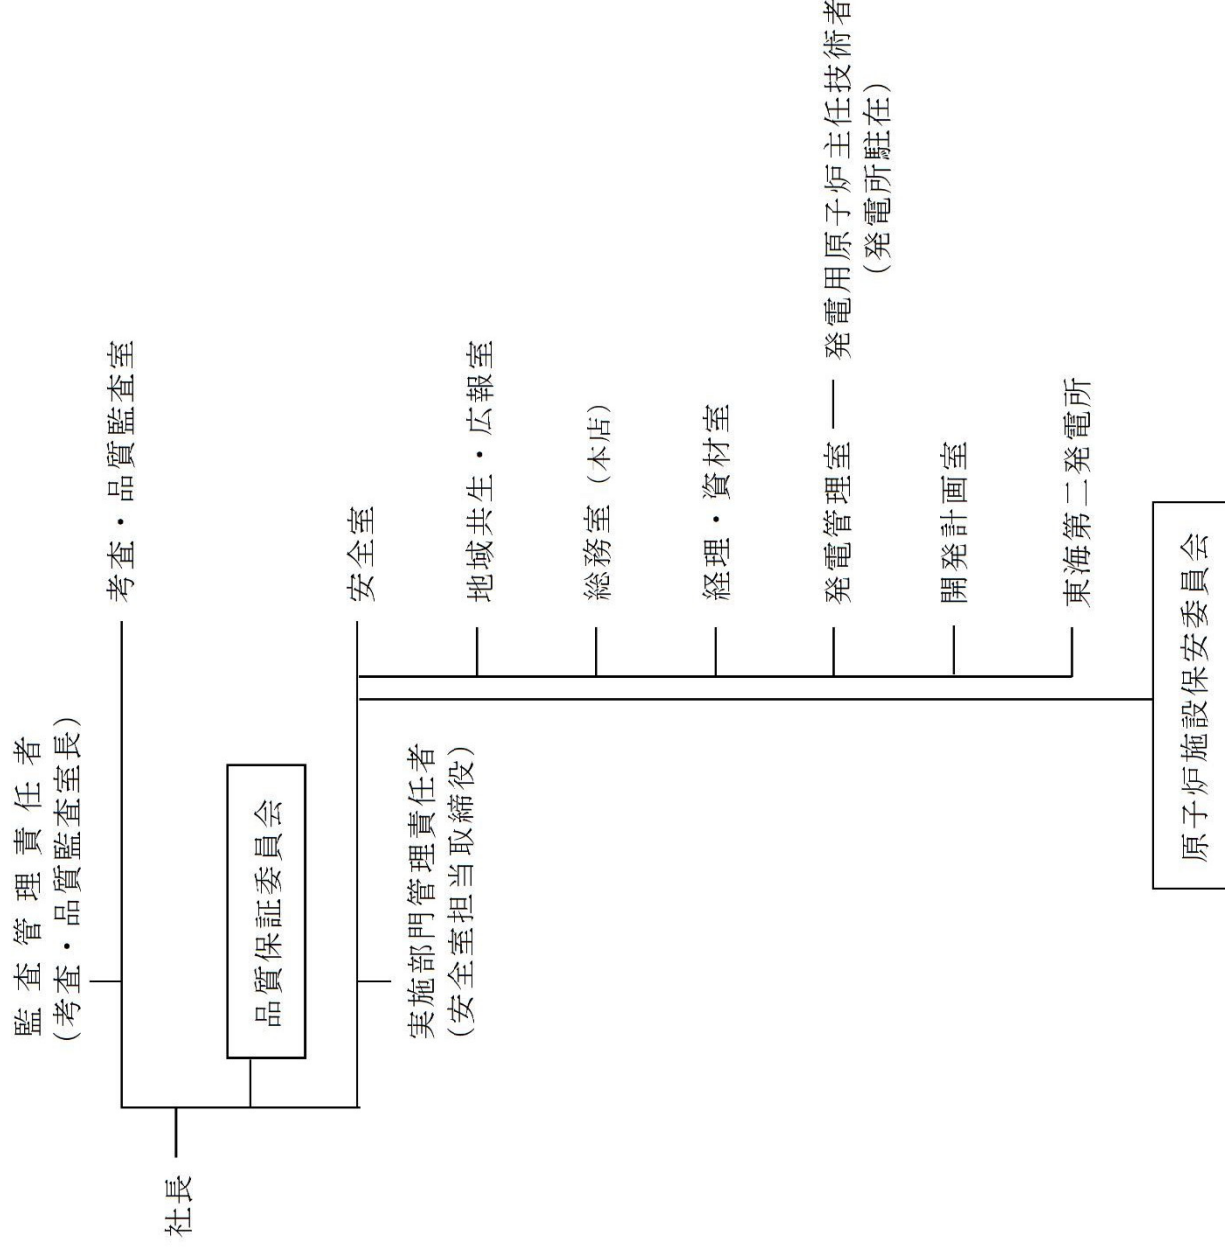 監査管理責任者
(考査・品質監査室長)
考査・品質監査室
社長
品質保証委員会
安全室
実施部門管理責任者
(安全室担当取締役)
地域共生・広報室
総務室（本店）
経理・資材室
発電管理室
発電用原子炉主任技術者
(発電所駐在)
開発計画室
東海第二発電所
原子炉施設保安委員会